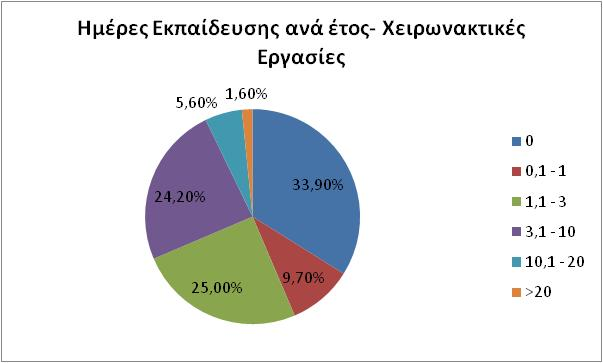 Ημέρες Εκπαίδευσης ανά έτος- Χειρωνακτικές
Εργασίες
1,60%
5,60%
33,90%
24,20%
9,70%
25,00%
0
0,1 - 1
1,1 - 3
3,1 - 10
10,1 - 20
>20